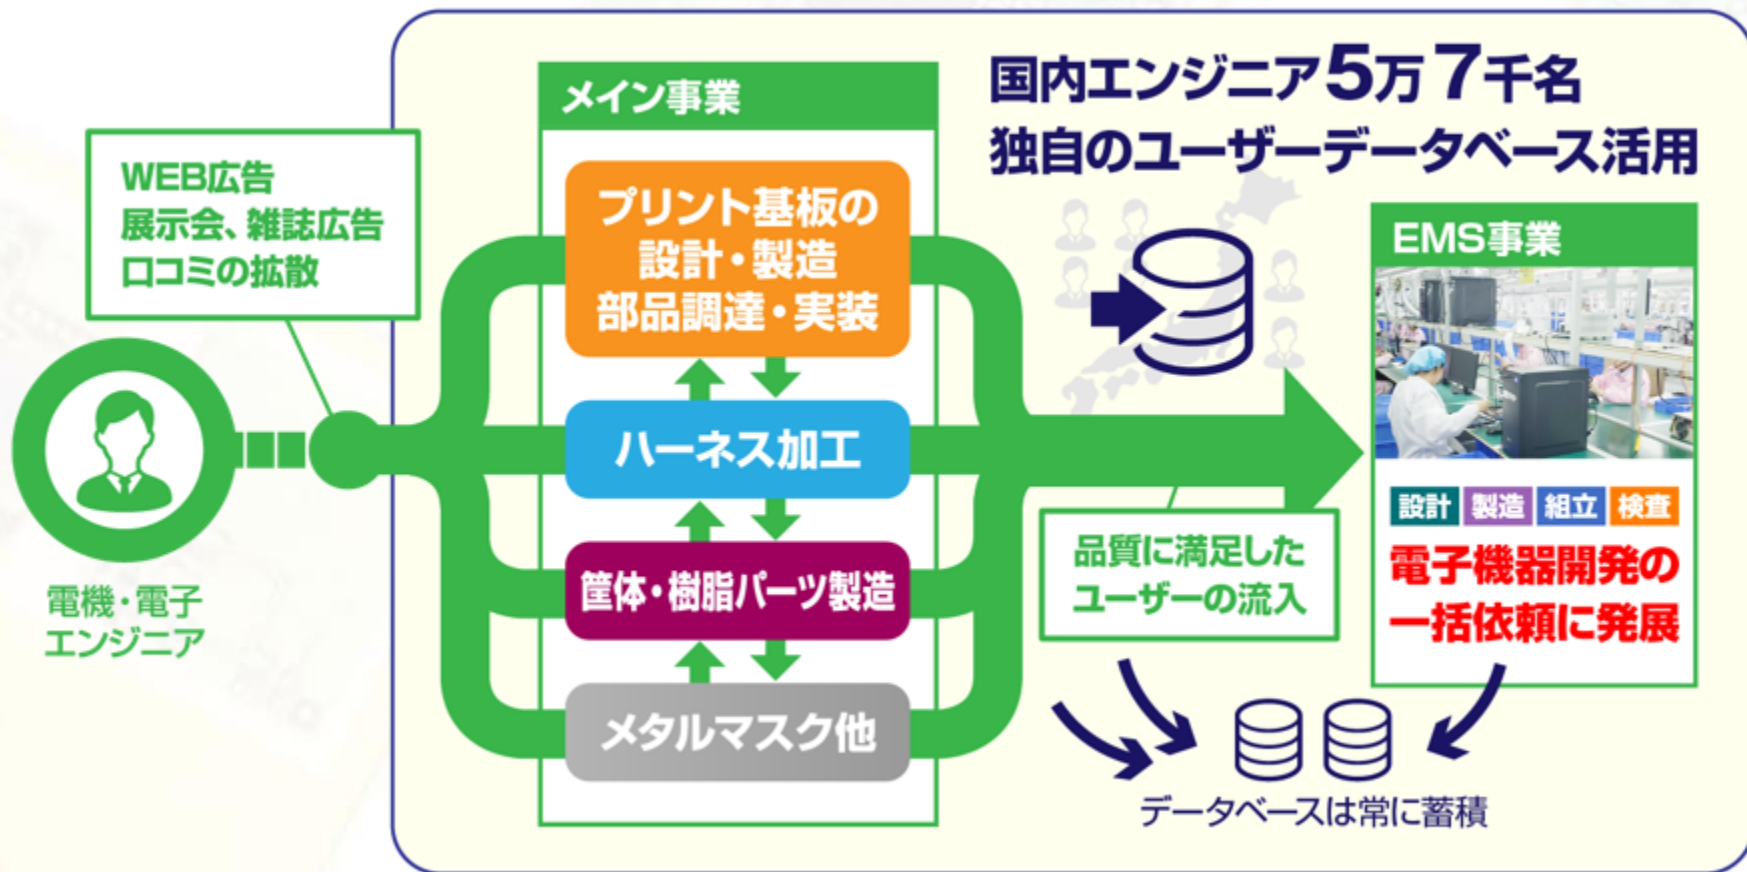 WEB広告
展示会、雑誌広告
口コミの拡散
電機・電子
エンジニア
メイン事業
プリント基板の
設計・製造
部品調達・実装
ハーネス加工
筐体・樹脂パーツ製造
メタルマスク他
国内エンジニア5万7千名
独自のユーザーデータベース活用
品質に満足した
ユーザーの流入
EMS事業
設計 製造 組立 検査
電子機器開発の
一括依頼に発展
データベースは常に蓄積